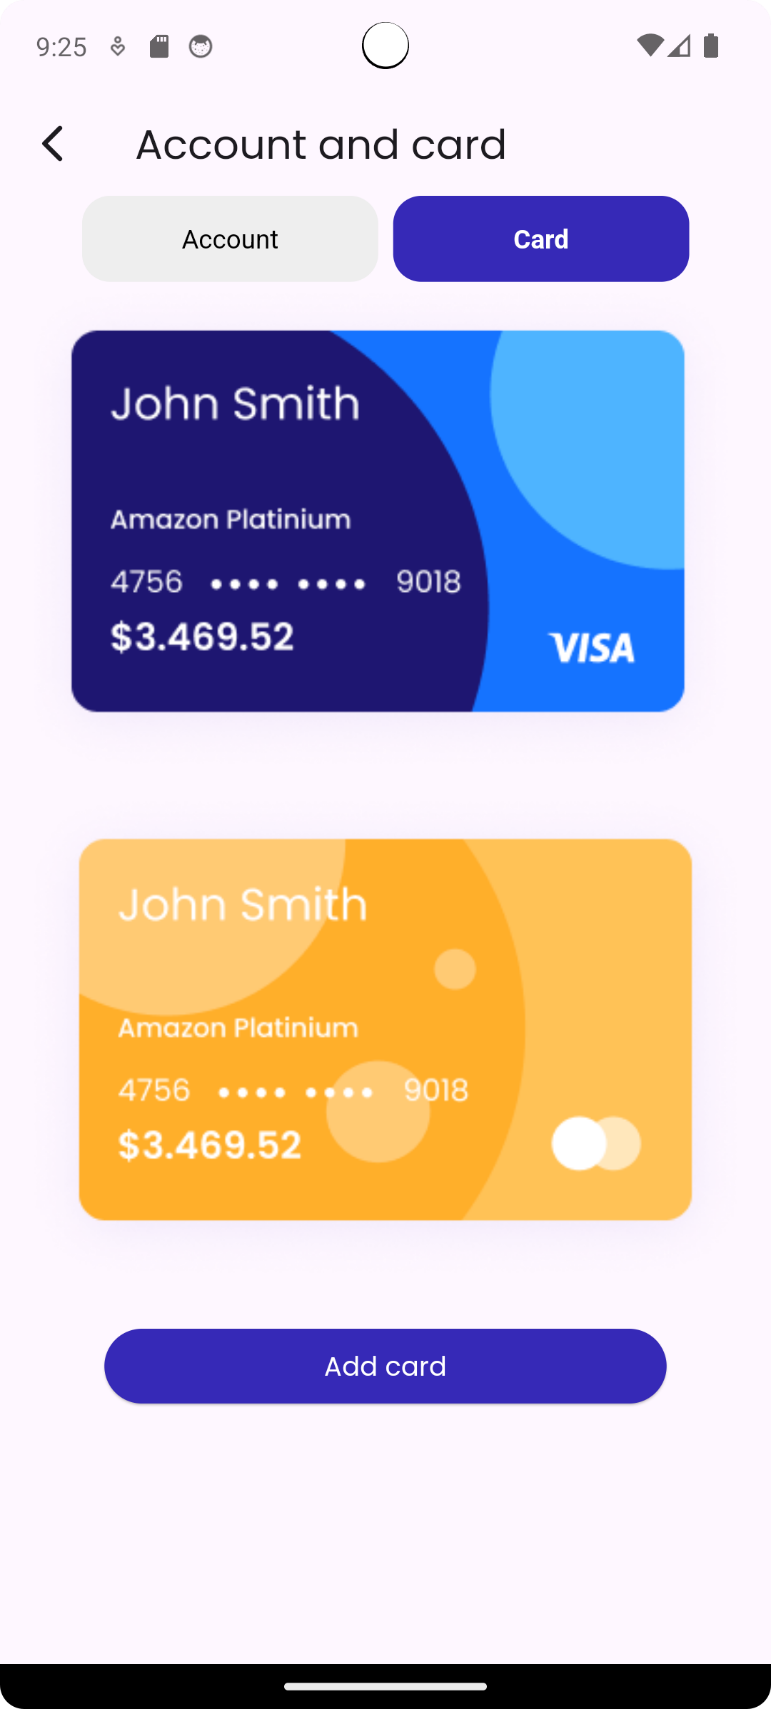 9:25
Account and card
Account
Card
John Smith
Amazon Platinium
4756 •••• •••• 9018
$3.469.52
VISA
John Smith
Amazon Platinium
4756 •••• •••• 9018
$3.469.52
Add card